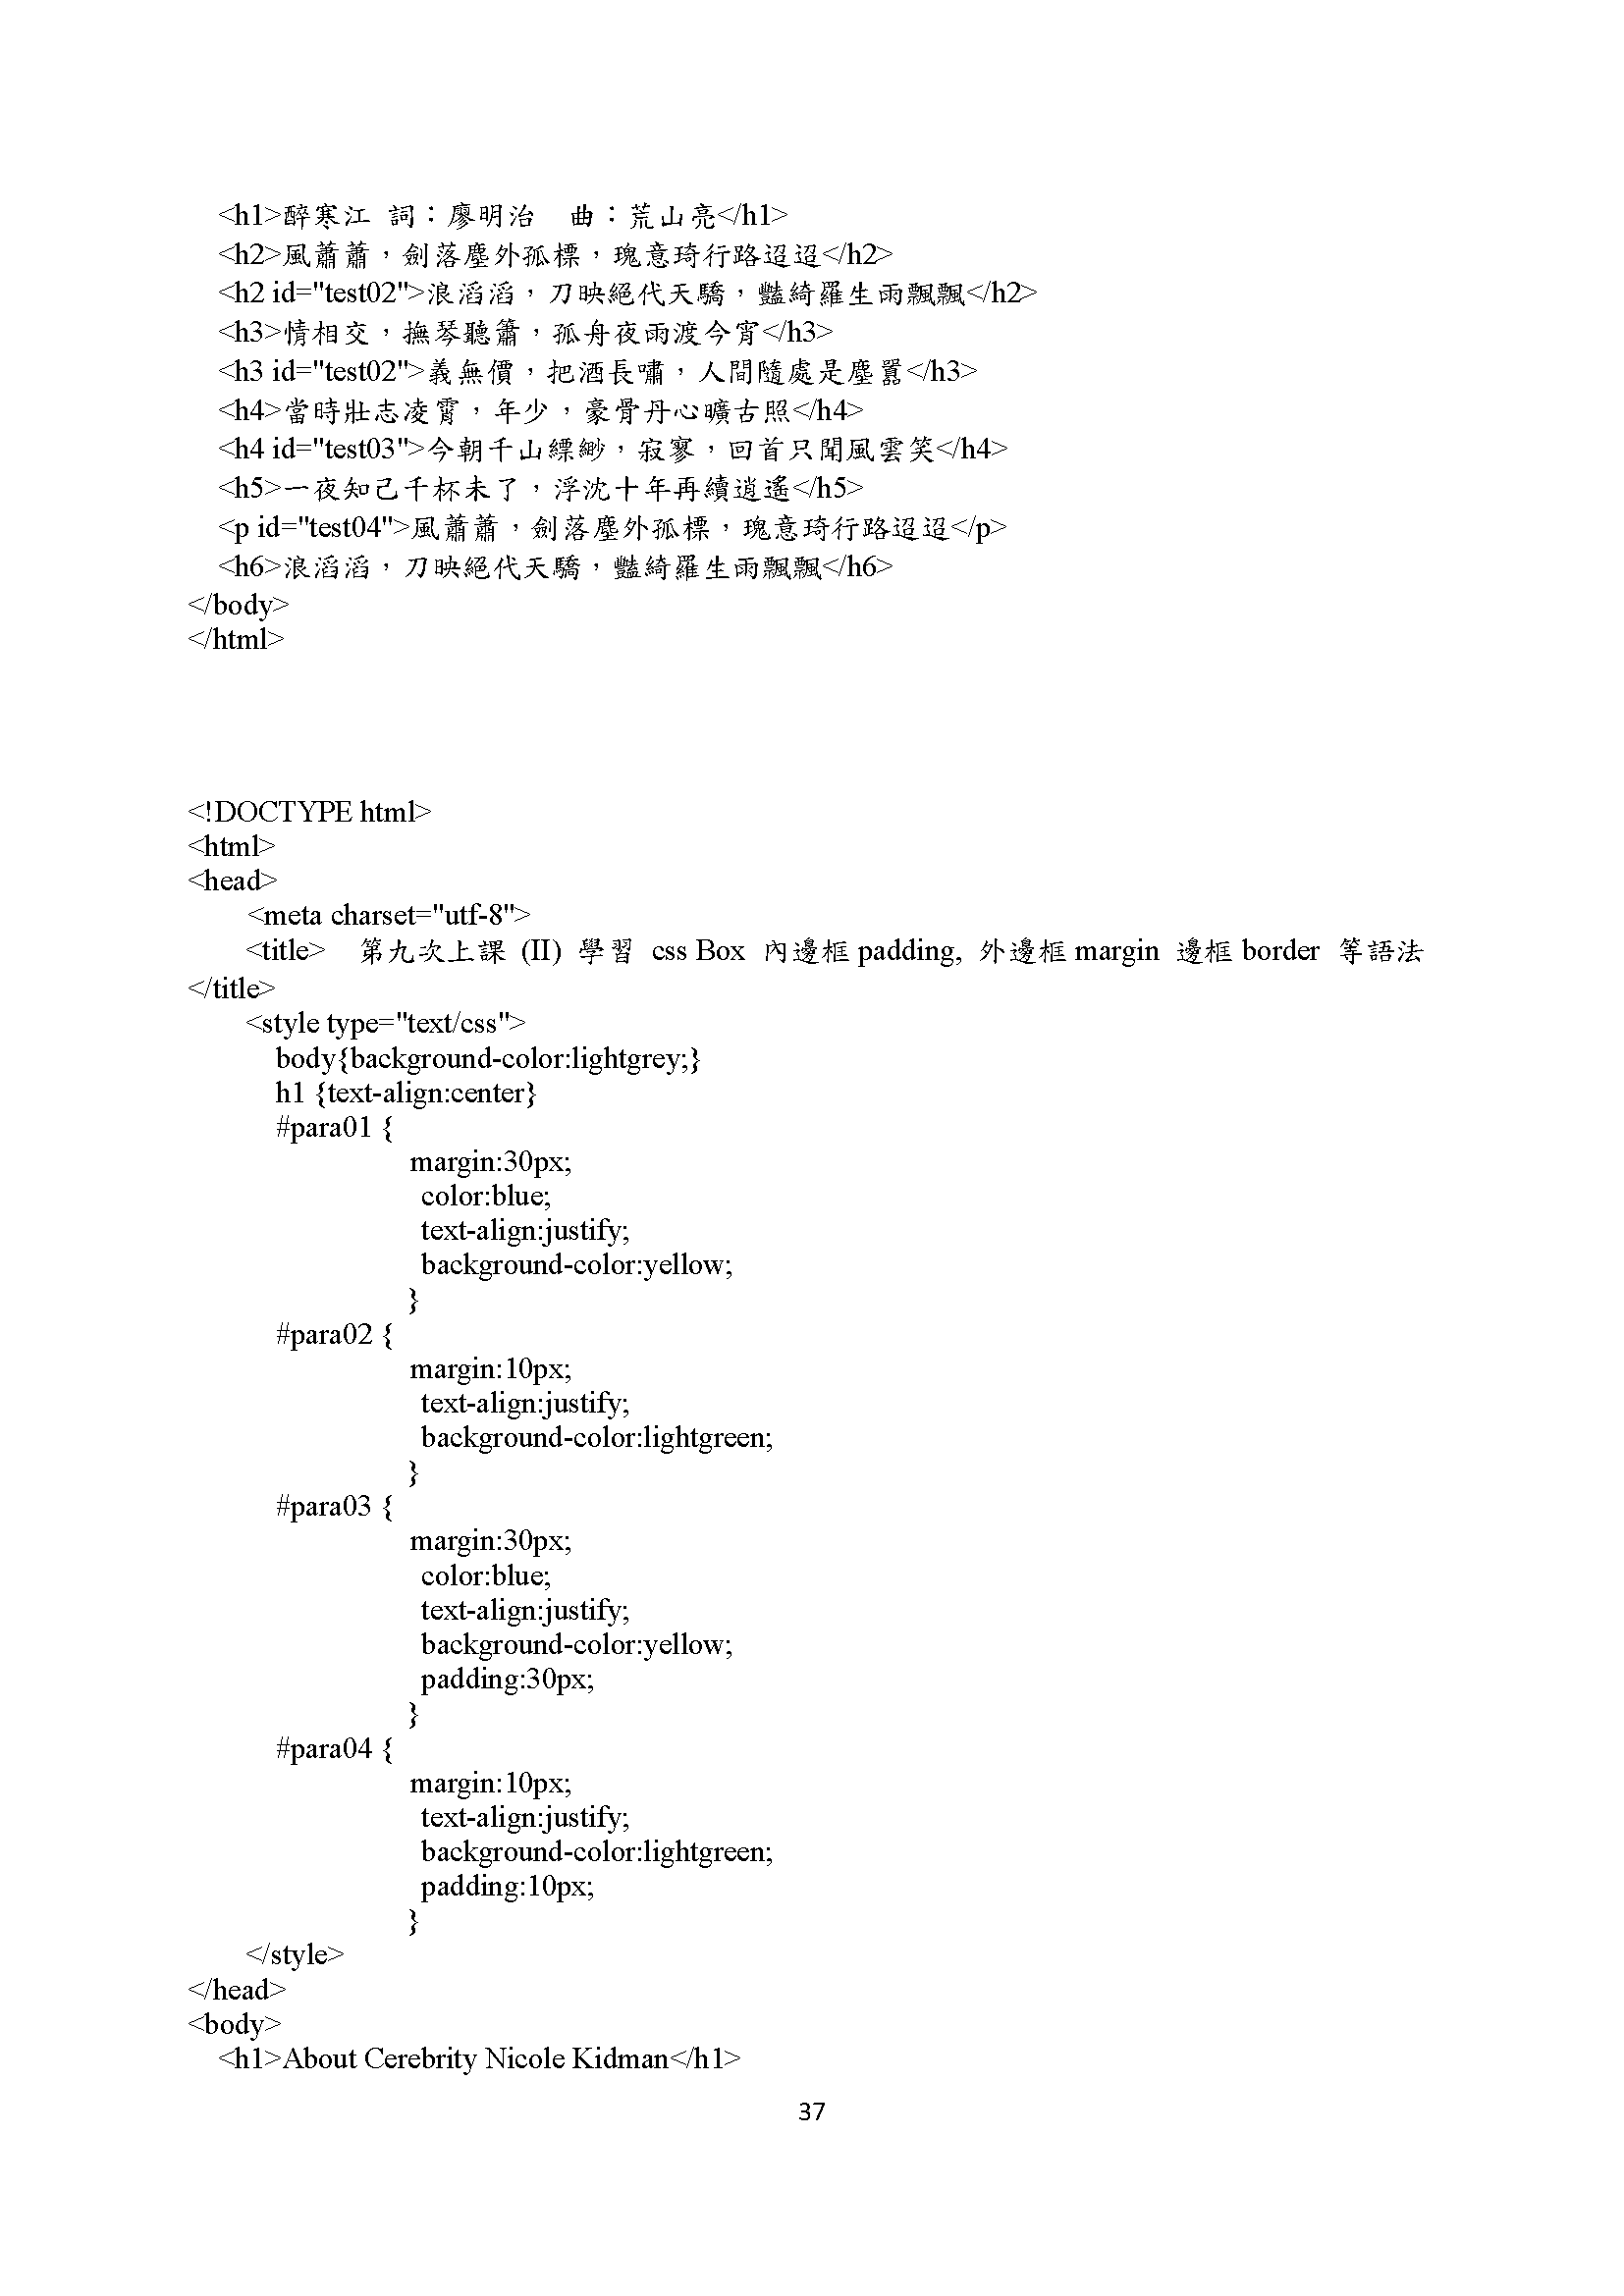 <h1>醉寒江 詞：廖明治　曲：荒山亮</h1>
<h2>風蕭蕭，劍落塵外孤標，瑰意琦行路迢迢</h2>
<h2 id="test02">浪滔滔，刀映絕代天驕，豔綺羅生雨飄飄</h2>
<h3>情相交，撫琴聽簫，孤舟夜雨渡今宵</h3>
<h3 id="test02">義無價，把酒長嘯，人間隨處是塵囂</h3>
<h4>當時壯志凌霄，年少，豪骨丹心曠古照</h4>
<h4 id="test03">今朝千山縹緲，寂寥，回首只聞風雲笑</h4>
<h5>一夜知己千杯未了，浮沈十年再續逍遙</h5>
<p id="test04">風蕭蕭，劍落塵外孤標，瑰意琦行路迢迢</p>
<h6>浪滔滔，刀映絕代天驕，豔綺羅生雨飄飄</h6>
</body>
</html>
<!DOCTYPE html>
<html>
<head>
<meta charset="utf-8">
<title> 第九次上課 (II) 學習 css Box 內邊框 padding, 外邊框 margin 邊框 border 等語法
</title>
<style type="text/css">
body{background-color:lightgrey;}
h1 {text-align:center}
#para01 {
margin:30px;
color:blue;
text-align:justify;
background-color:yellow;
}
#para02 {
margin:10px;
text-align:justify;
background-color:lightgreen;
}
#para03 {
margin:30px;
color:blue;
text-align:justify;
background-color:yellow;
padding:30px;
}
#para04 {
margin:10px;
text-align:justify;
background-color:lightgreen;
padding:10px;
}
</style>
</head>
<body>
<h1>About Cerebrity Nicole Kidman</h1>
37